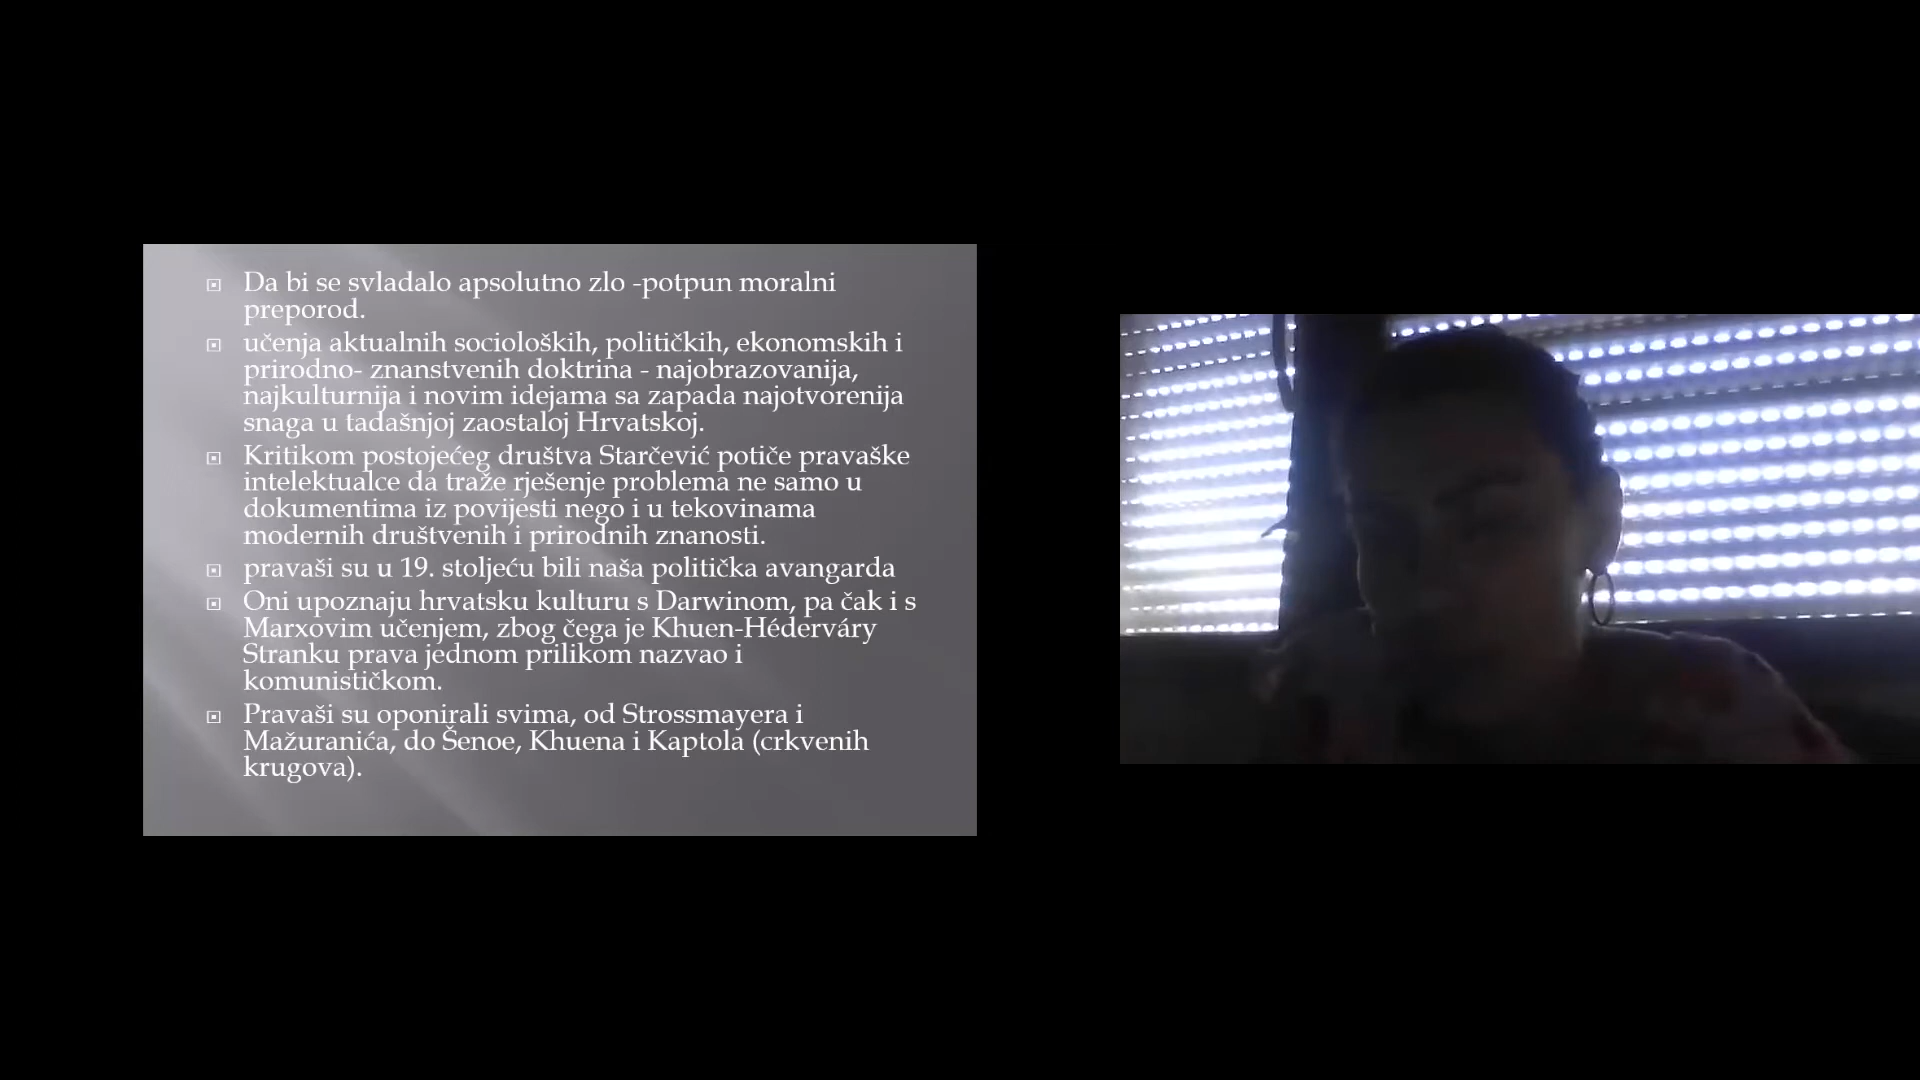 Da bi se svladalo apsolutno zlo -potpun moralni
preporod.
učenja aktualnih socioloških, političkih, ekonomskih i
prirodno- znanstvenih doktrina - najobrazovanija,
najkulturnija i novim idejama sa zapada najotvorenija
snaga u tadašnjoj zaostaloj Hrvatskoj.
Kritikom postojećeg društva Starčević potiče pravaške
intelektualce da traže rješenje problema ne samo u
dokumentima iz povijesti nego i u tekovinama
modernih društvenih i prirodnih znanosti.
pravaši su u 19. stoljeću bili naša politička avangarda
Oni upoznaju hrvatsku kulturu s Darwinom, pa čak i s
Marxovim učenjem, zbog čega je Khuen-Héderváry
Stranku prava jednom prilikom nazvao i
komunističkom.
Pravaši su oponirali svima, od Strossmayera i
Mažuranića, do Šenoe, Khuena i Kaptola (crkvenih
krugova).